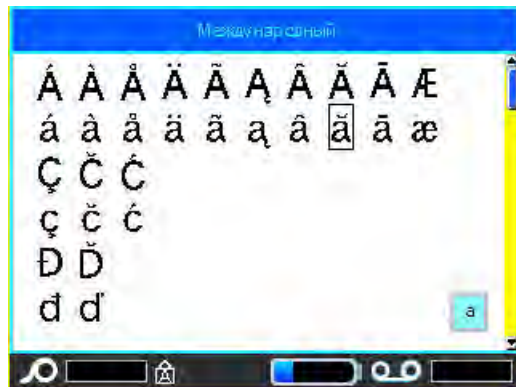 Международный
Á À Å Ä Ã Ą Â Ă Ā Æ
á à å ä ã ą â ă ā æ
Ç Č Ć
ç č ć
Đ Ď
đ ď
a